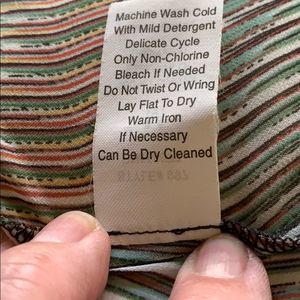 Machine Wash Cold
With Mild Detergent
Delicate Cycle
Only Non-Chlorine
Bleach If Needed
Do Not Twist Or Wring
Lay Flat To Dry
Warm Iron
If Necessary
Can Be Dry Cleaned